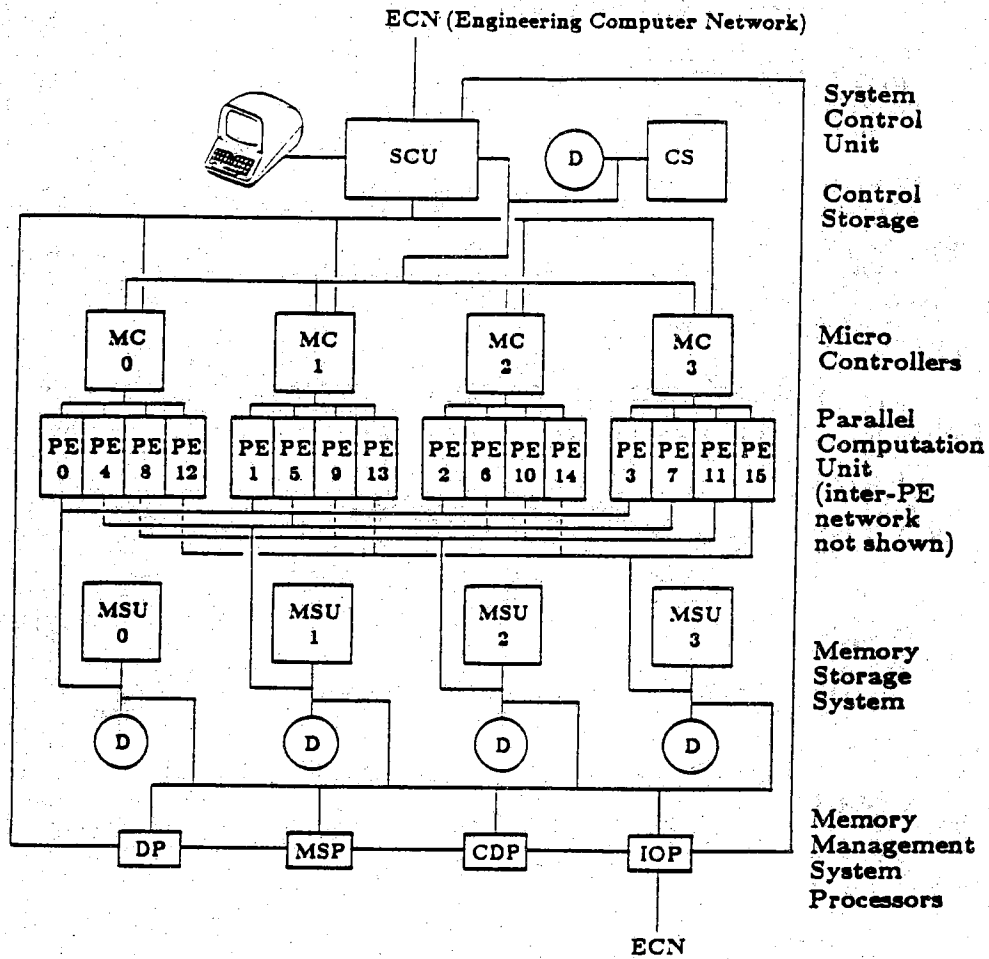 ECN (Engineering Computer Network)
SCU
D
CS
System
Control
Unit
Control
Storage
MC
0
MC
1
MC
2
MC
3
Micro
Controllers
PE
0
PE
4
PE
8
PE
12
PE
1
PE
5
PE
9
PE
13
PE
2
PE
6
PE
10
PE
14
PE
3
PE
7
PE
11
PE
15
Parallel
Computation
Unit
(inter-PE
network
not shown)
MSU
0
MSU
1
MSU
2
MSU
3
Memory
Storage
System
D
D
D
D
DP
MSP
CDP
IOP
Memory
Management
System
Processors
ECN